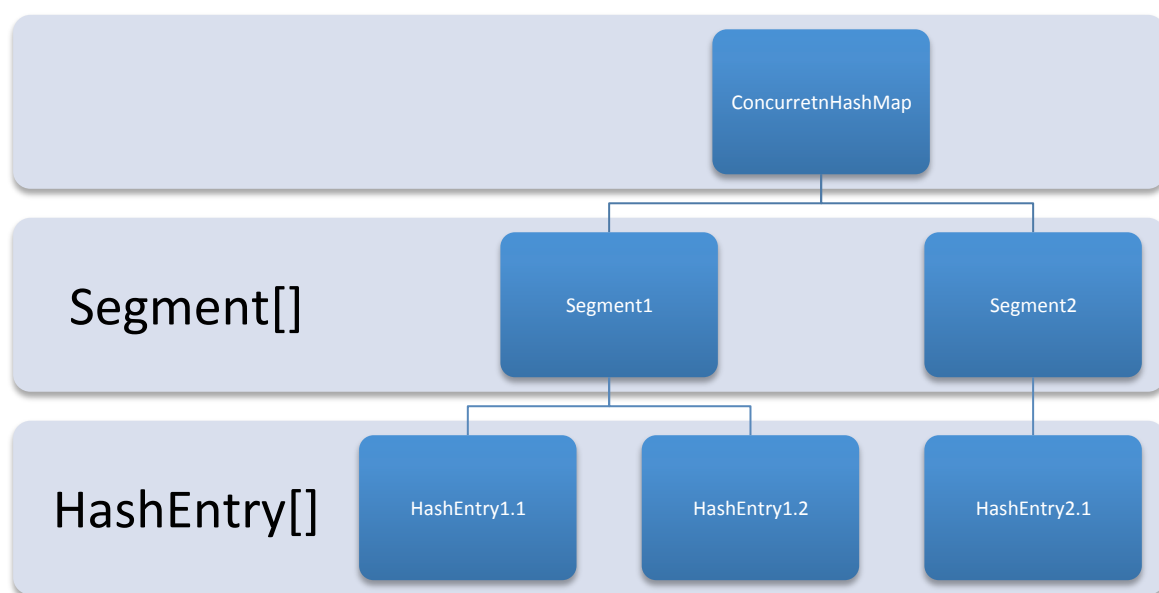 ConcurretnHashMap
Segment[]
Segment1
Segment2
HashEntry[]
HashEntry1.1
HashEntry1.2
HashEntry2.1